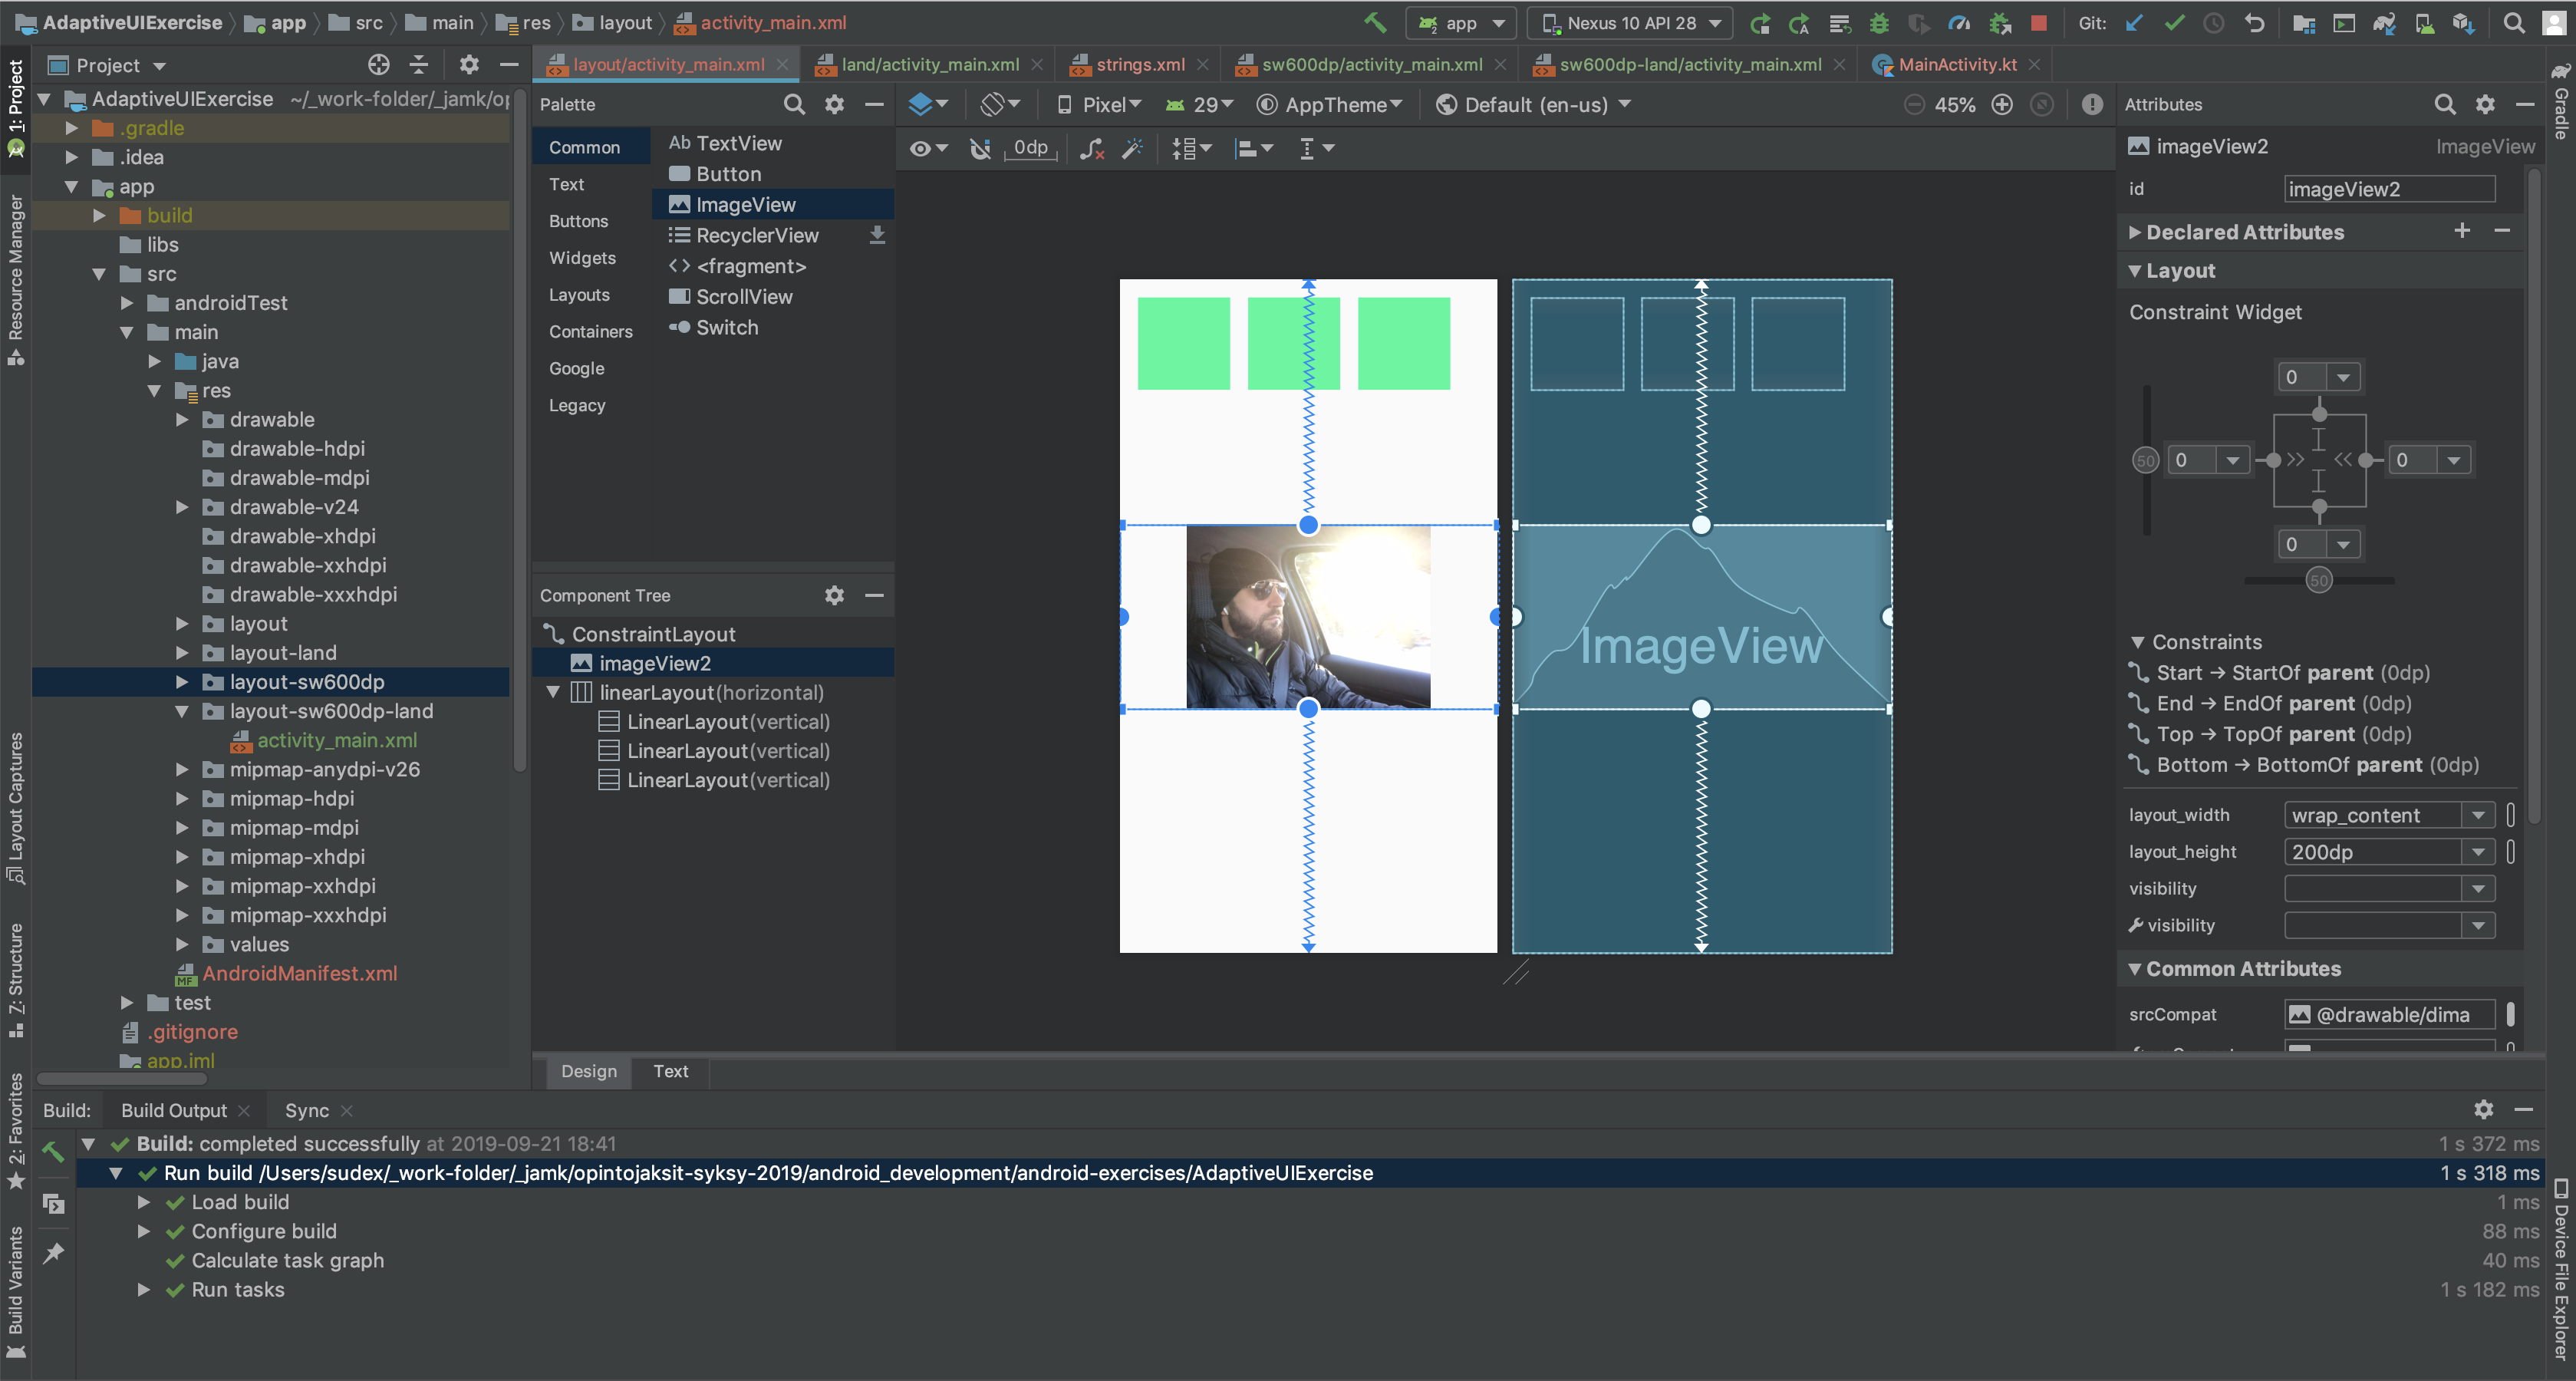 AdaptiveUIExercise app src main res layout activity_main.xml app Nexus 10 API 28 Git:
Project
layout/activity_main.xml land/activity_main.xml strings.xml sw600dp/activity_main.xml sw600dp-land/activity_main.xml MainActivity.kt
1: Project
Resource Manager
Layout Captures
Z: Structure
2: Favorites
Build Variants
AdaptiveUIExercise ~/_work-folder/_jamk/op
.gradle
.idea
app
build
libs
src
androidTest
main
java
res
drawable
drawable-hdpi
drawable-mdpi
drawable-v24
drawable-xhdpi
drawable-xxhdpi
drawable-xxxhdpi
layout
layout-land
layout-sw600dp
layout-sw600dp-land
activity_main.xml
mipmap-anydpi-v26
mipmap-hdpi
mipmap-mdpi
mipmap-xhdpi
mipmap-xxhdpi
mipmap-xxxhdpi
values
AndroidManifest.xml
test
.gitignore
app.iml
Palette
Common
Text
Buttons
Widgets
Layouts
Containers
Google
Legacy
Ab TextView
Button
ImageView
RecyclerView
<fragment>
ScrollView
Switch
Component Tree
ConstraintLayout
imageView2
linearLayout(horizontal)
LinearLayout(vertical)
LinearLayout(vertical)
LinearLayout(vertical)
Pixel 29 AppTheme Default (en-us) 45%
0dp
ImageView
Design Text
Attributes
imageView2 ImageView
id imageView2
Declared Attributes
Layout
Constraint Widget
0
50 0 0
0
50
Constraints
Start → StartOf parent (0dp)
End → EndOf parent (0dp)
Top → TopOf parent (0dp)
Bottom → BottomOf parent (0dp)
layout_width wrap_content
layout_height 200dp
visibility
visibility
Common Attributes
srcCompat @drawable/dima
Gradle
Device File Explorer
Build: Build Output Sync
Build: completed successfully at 2019-09-21 18:41 1 s 372 ms
Run build /Users/sudex/_work-folder/_jamk/opintojaksit-syksy-2019/android_development/android-exercises/AdaptiveUIExercise 1 s 318 ms
Load build 1 ms
Configure build 88 ms
Calculate task graph 40 ms
Run tasks 1 s 182 ms